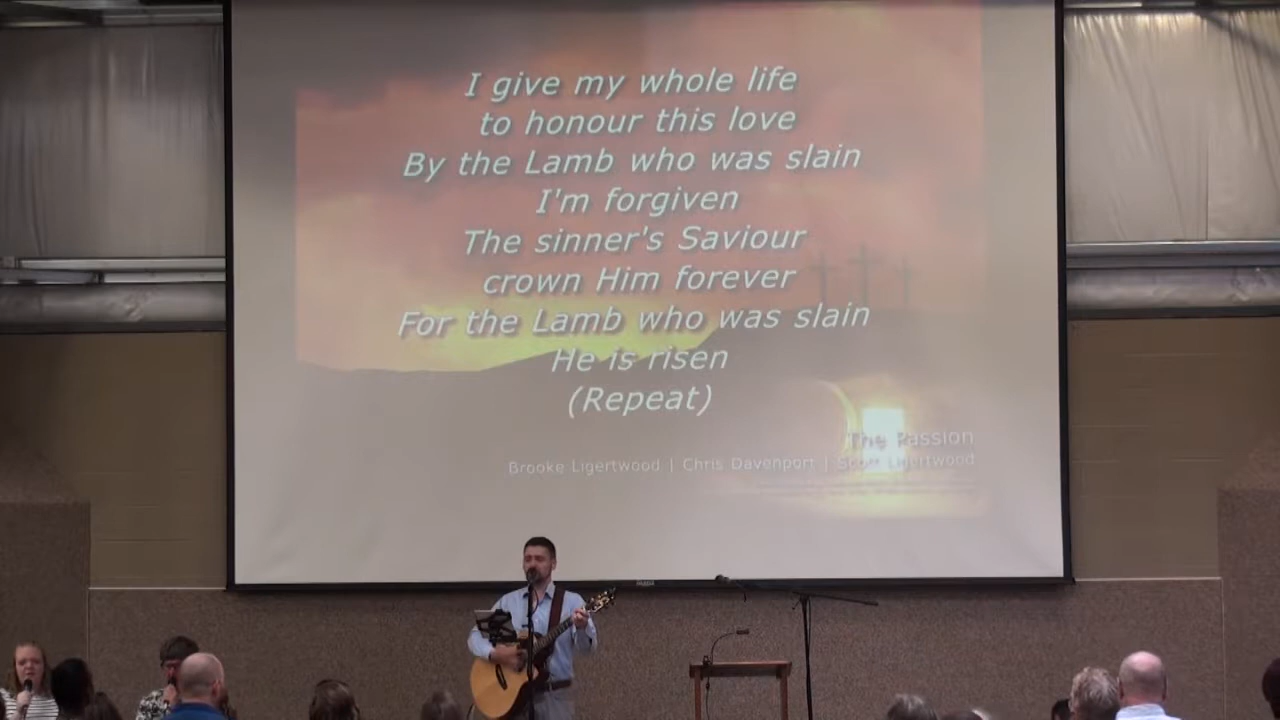 I give my whole life
to honour this love
By the Lamb who was slain
I'm forgiven
The sinner's Saviour
crown Him forever
For the Lamb who was slain
He is risen
(Repeat)
The Passion
Brooke Ligertwood | Chris Davenport | Scott Ligertwood